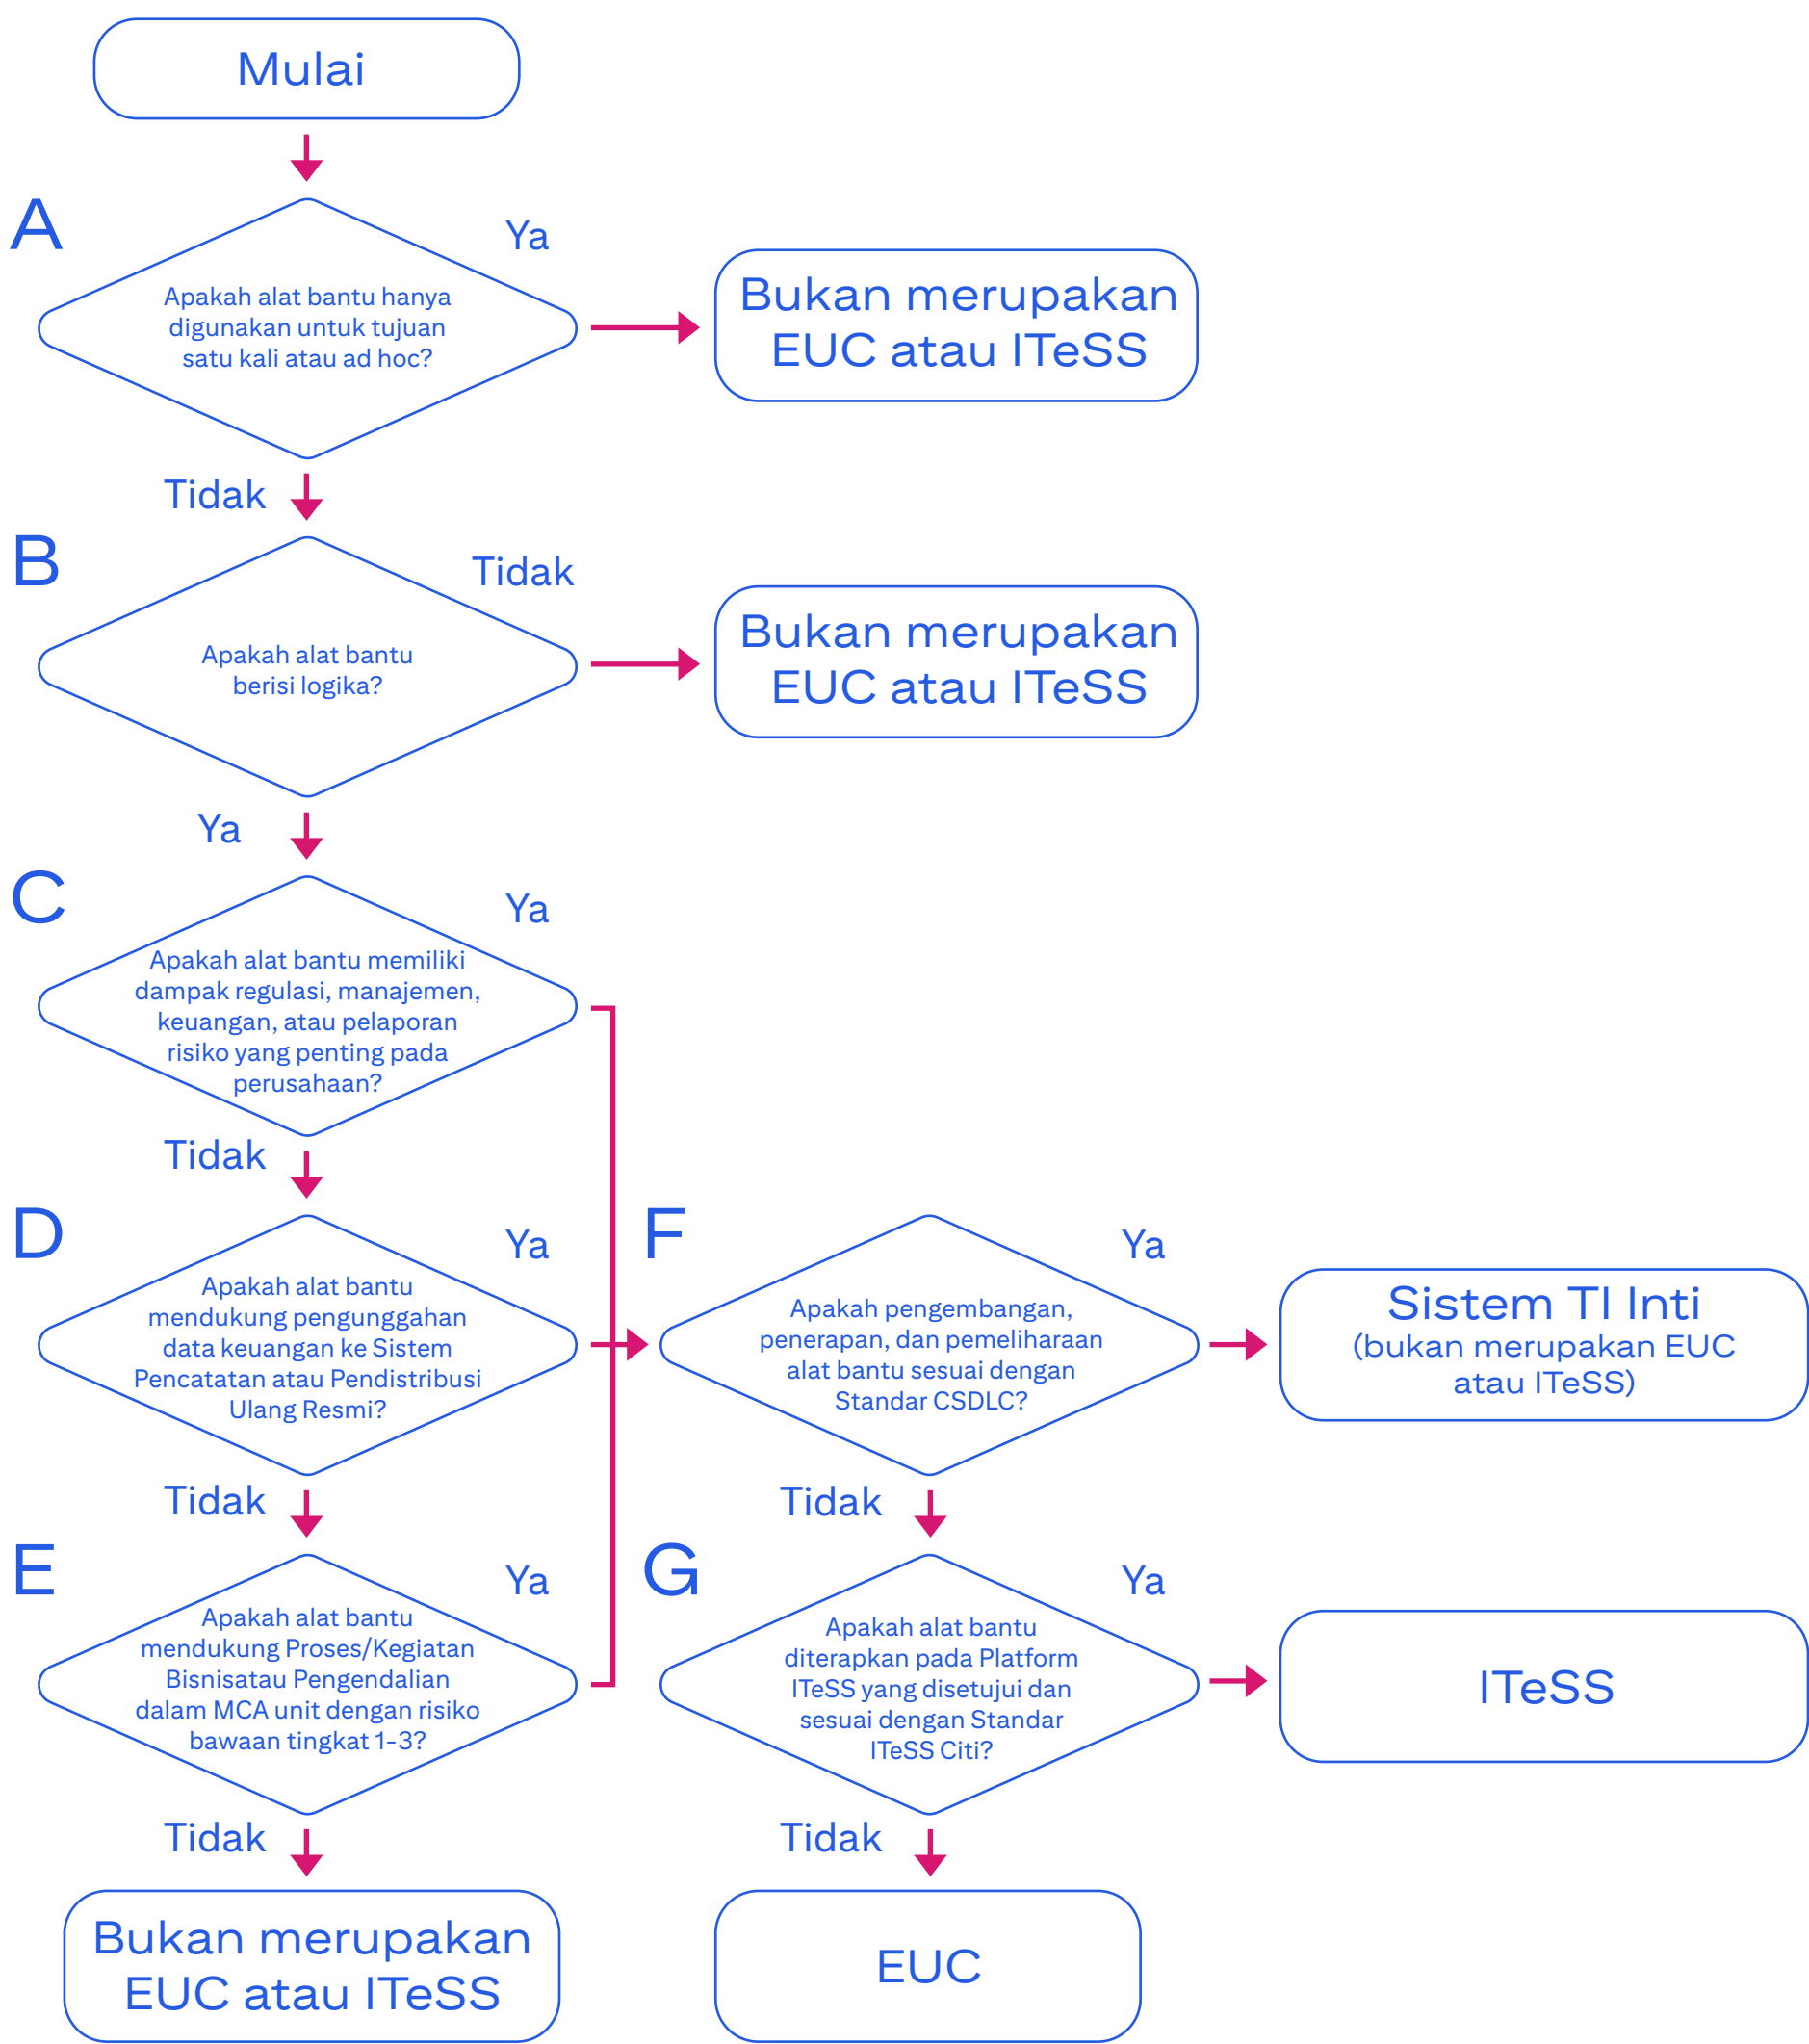 Mulai
A
Ya
Apakah alat bantu hanya
digunakan untuk tujuan
satu kali atau ad hoc?
Bukan merupakan
EUC atau ITeSS
Tidak
B
Tidak
Apakah alat bantu
berisi logika?
Bukan merupakan
EUC atau ITeSS
Ya
C
Ya
Apakah alat bantu memiliki
dampak regulasi, manajemen,
keuangan, atau pelaporan
risiko yang penting pada
perusahaan?
Tidak
D
Ya
Apakah alat bantu
mendukung pengunggahan
data keuangan ke Sistem
Pencatatan atau Pendistribusi
Ulang Resmi?
F
Ya
Apakah pengembangan,
penerapan, dan pemeliharaan
alat bantu sesuai dengan
Standar CSDLC?
Sistem TI Inti
(bukan merupakan EUC
atau ITeSS)
Tidak
Tidak
E
Ya
Apakah alat bantu
mendukung Proses/Kegiatan
Bisnisatau Pengendalian
dalam MCA unit dengan risiko
bawaan tingkat 1-3?
G
Ya
Apakah alat bantu
diterapkan pada Platform
ITeSS yang disetujui dan
sesuai dengan Standar
ITeSS Citi?
ITeSS
Tidak
Tidak
Bukan merupakan
EUC atau ITeSS
EUC